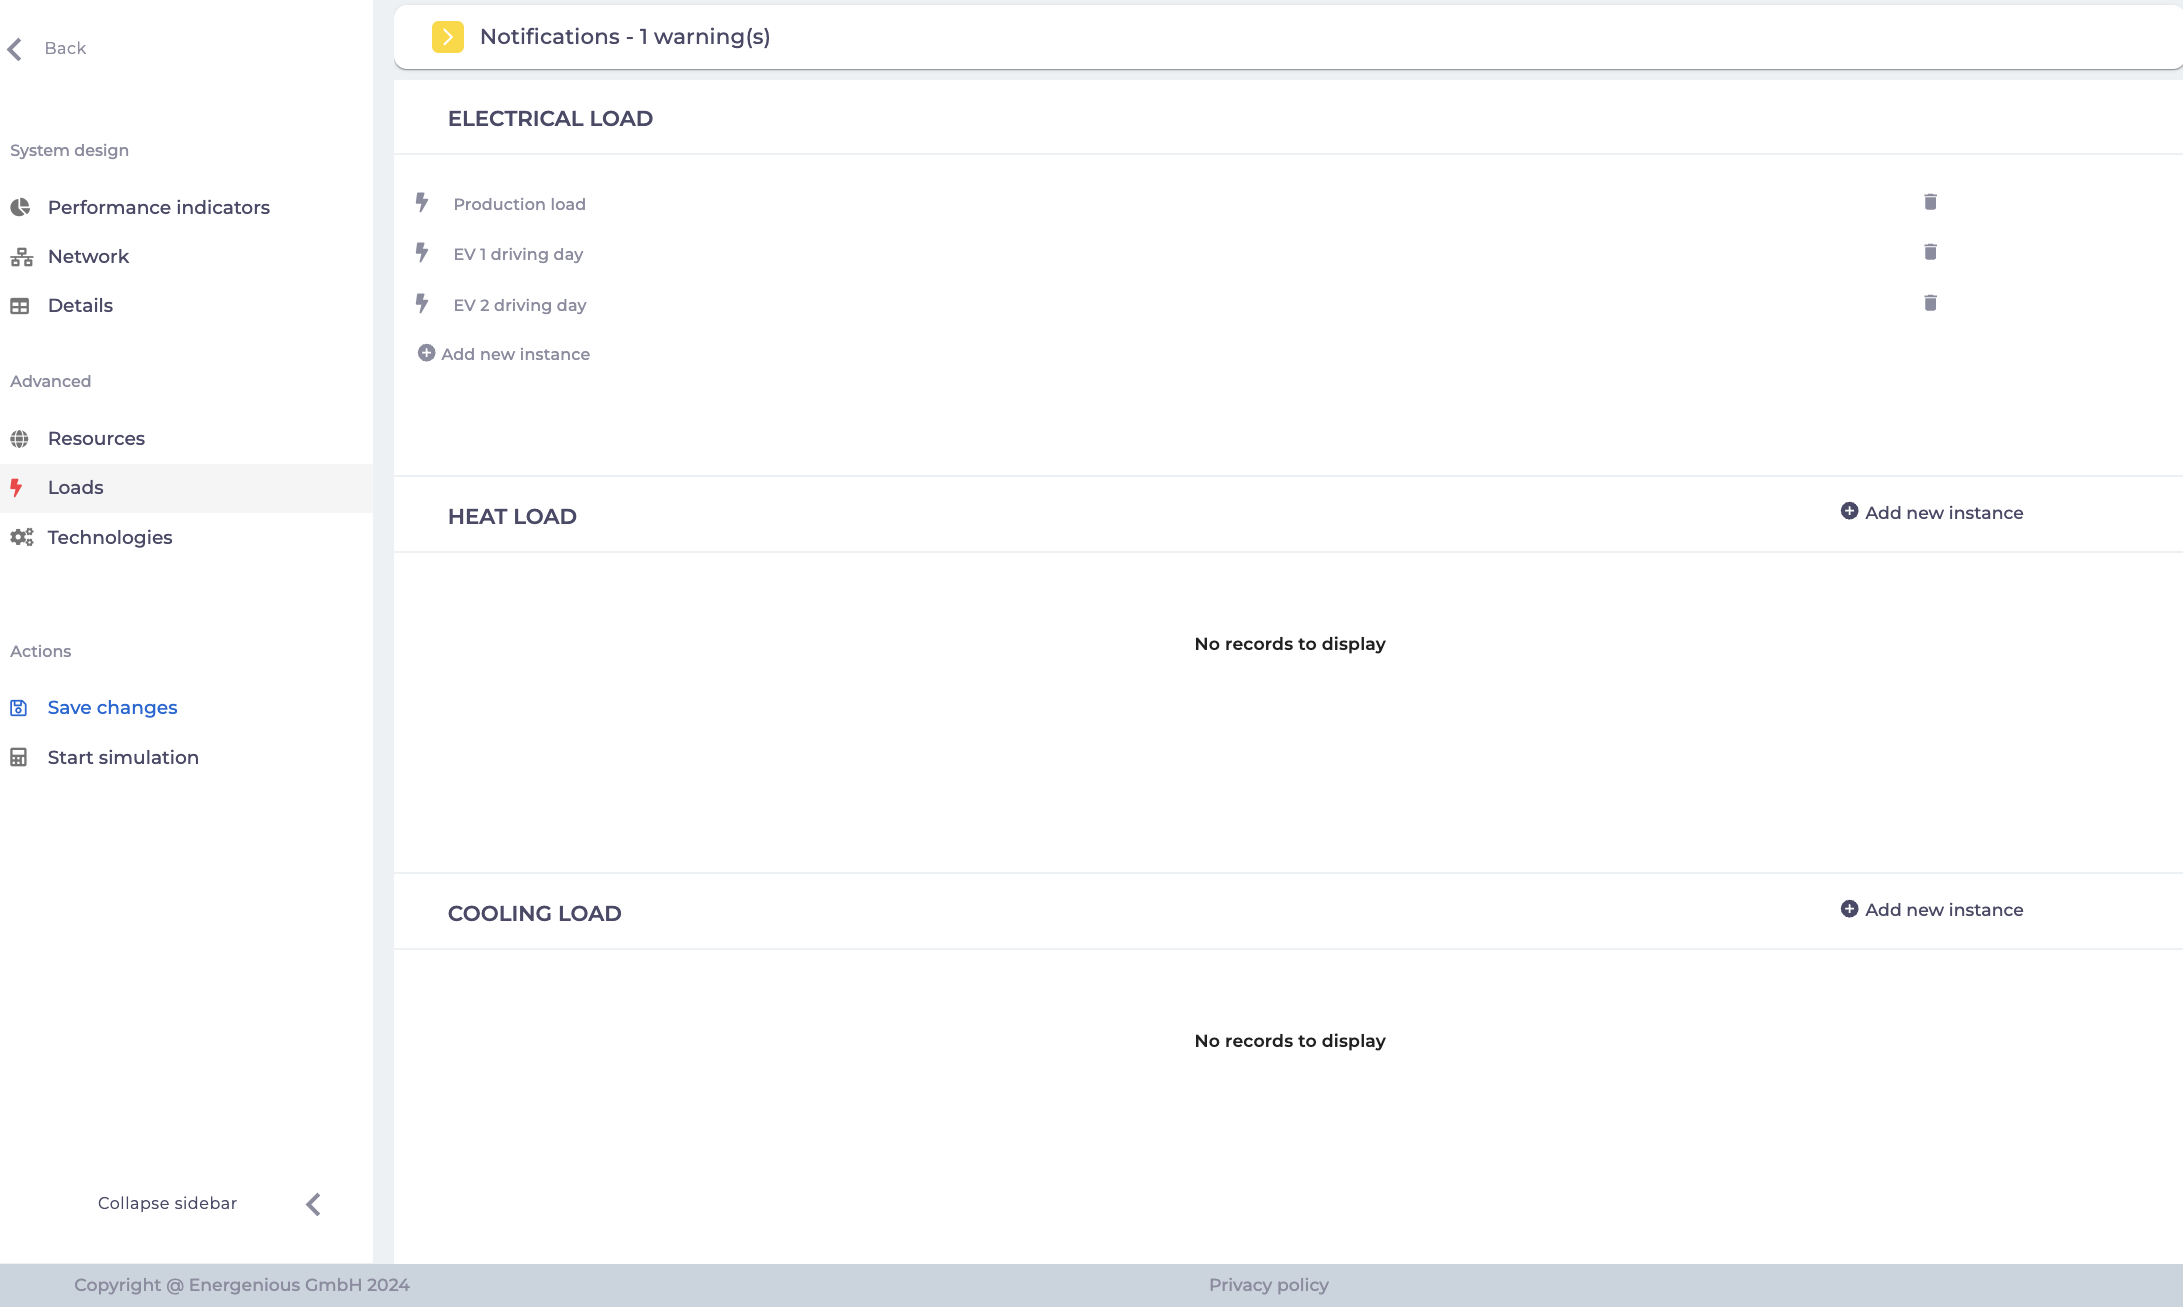 Back
System design
Performance indicators
Network
Details
Advanced
Resources
Loads
Technologies
Actions
Save changes
Start simulation
Collapse sidebar
Notifications - 1 warning(s)
ELECTRICAL LOAD
Production load
EV 1 driving day
EV 2 driving day
Add new instance
HEAT LOAD
Add new instance
No records to display
COOLING LOAD
Add new instance
No records to display
Copyright @ Energenious GmbH 2024
Privacy policy